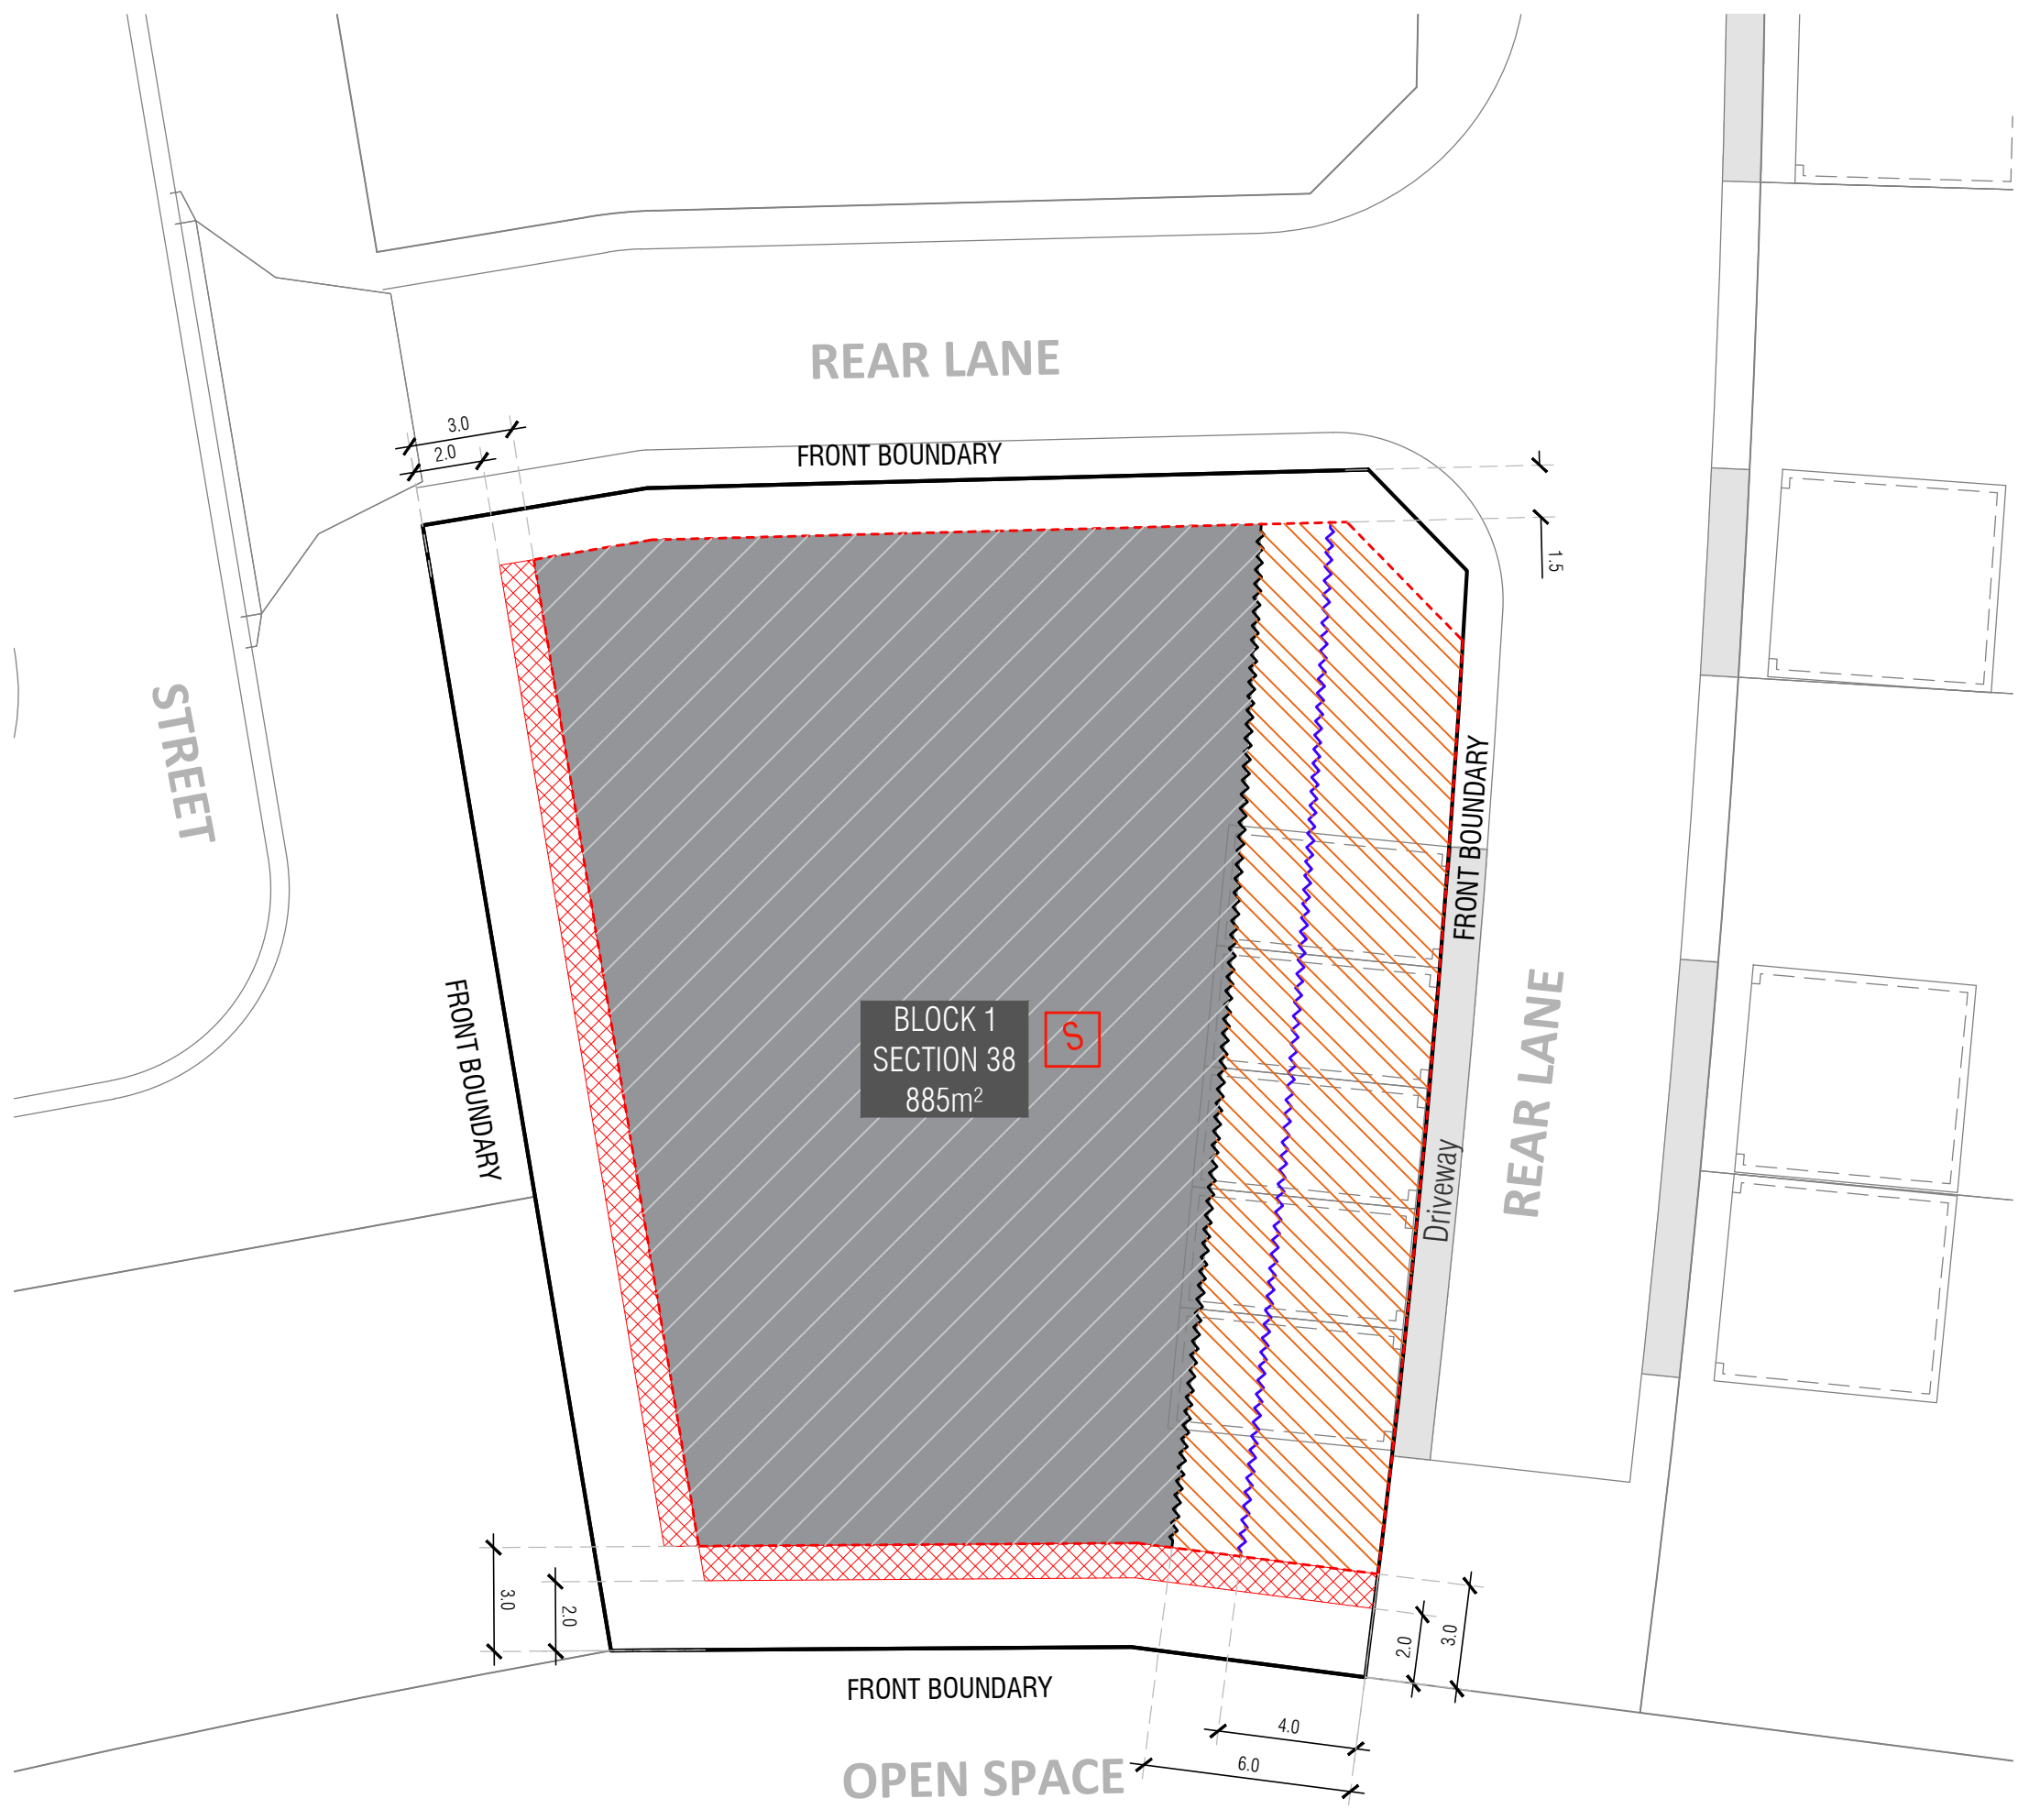 REAR LANE
3.0
2.0
FRONT BOUNDARY
1.5
STREET
FRONT BOUNDARY
FRONT BOUNDARY
BLOCK 1
SECTION 38
885m²
S
REAR LANE
Driveway
3.0
2.0
2.0
3.0
FRONT BOUNDARY
4.0
6.0
OPEN SPACE